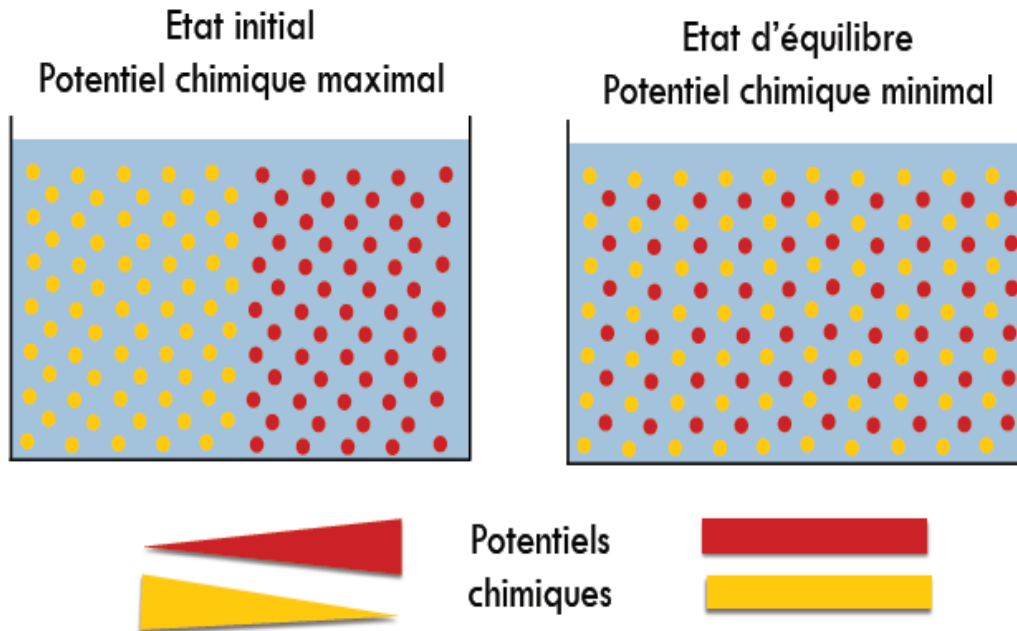 Etat initial
Potentiel chimique maximal
Etat d'équilibre
Potentiel chimique minimal
Potentiels
chimiques